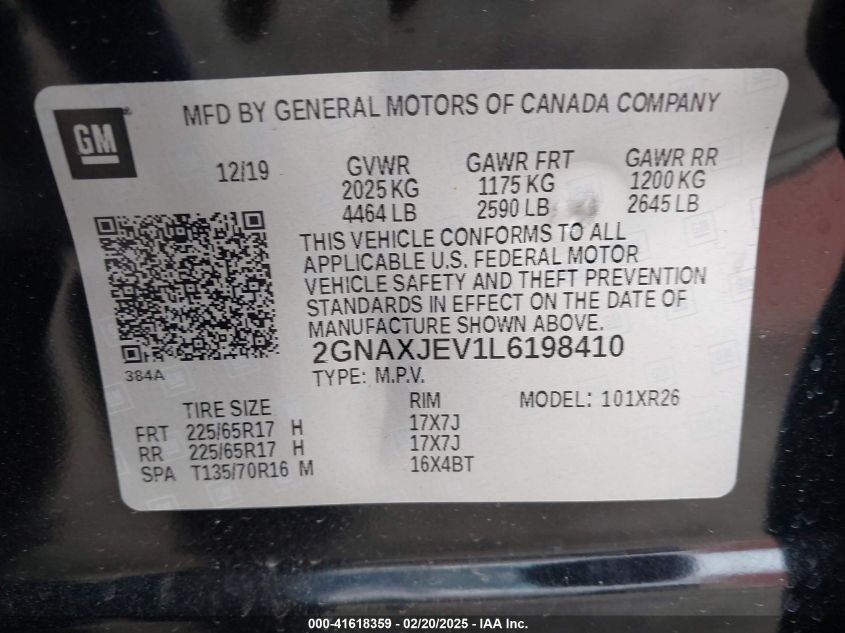 MFD BY GENERAL MOTORS OF CANADA COMPANY
GM
®
12/19 GVWR GAWR FRT GAWR RR
2025 KG 1175 KG 1200 KG
4464 LB 2590 LB 2645 LB
THIS VEHICLE CONFORMS TO ALL
APPLICABLE U.S. FEDERAL MOTOR
VEHICLE SAFETY AND THEFT PREVENTION
STANDARDS IN EFFECT ON THE DATE OF
MANUFACTURE SHOWN ABOVE.
2GNAXJEV1L6198410
384A
TYPE: M.P.V.
TIRE SIZE RIM MODEL: 101XR26
FRT 225/65R17 H 17X7J
RR 225/65R17 H 17X7J
SPA T135/70R16 M 16X4BT
000-41618359 — 02/20/2025 — IAA Inc.